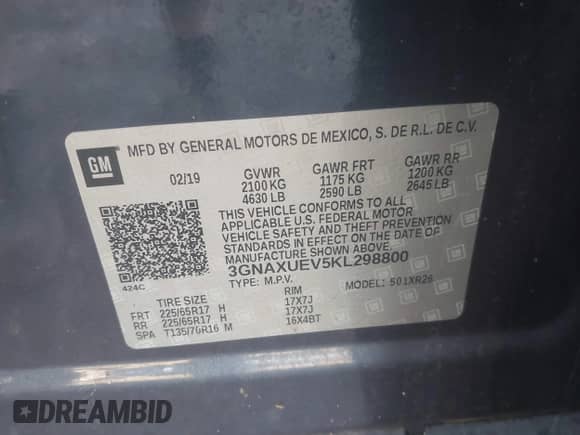 GM
MFD BY GENERAL MOTORS DE MEXICO, S. DE R.L. DE C.V.
02/19 GVWR GAWR FRT GAWR RR
2100 KG 1175 KG 1200 KG
4630 LB 2590 LB 2645 LB
THIS VEHICLE CONFORMS TO ALL
APPLICABLE U.S. FEDERAL MOTOR
VEHICLE SAFETY AND THEFT PREVENTION
STANDARDS IN EFFECT ON THE DATE OF
MANUFACTURE SHOWN ABOVE.
3GNAXUEV5KL298800
424C TYPE: M.P.V. MODEL: 501XR26
TIRE SIZE RIM
FRT 225/65R17 H 17X7J
RR 225/65R17 H 17X7J
SPA T135/70R16 M 16X4BT
DREAMBID